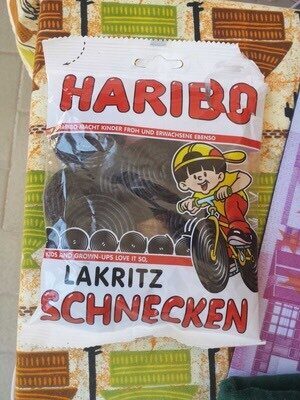 HARIBO
HARIBO MACHT KINDER FROH UND ERWACHSENE EBENSO
KIDS AND GROWN-UPS LOVE IT SO,
LAKRITZ
SCHNECKEN